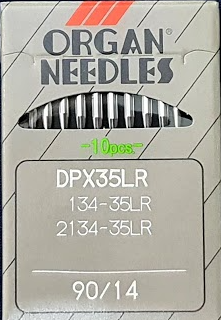 ORGAN®
NEEDLES
-10pcs.-
DPX35LR
134-35LR
2134-35LR
90/14